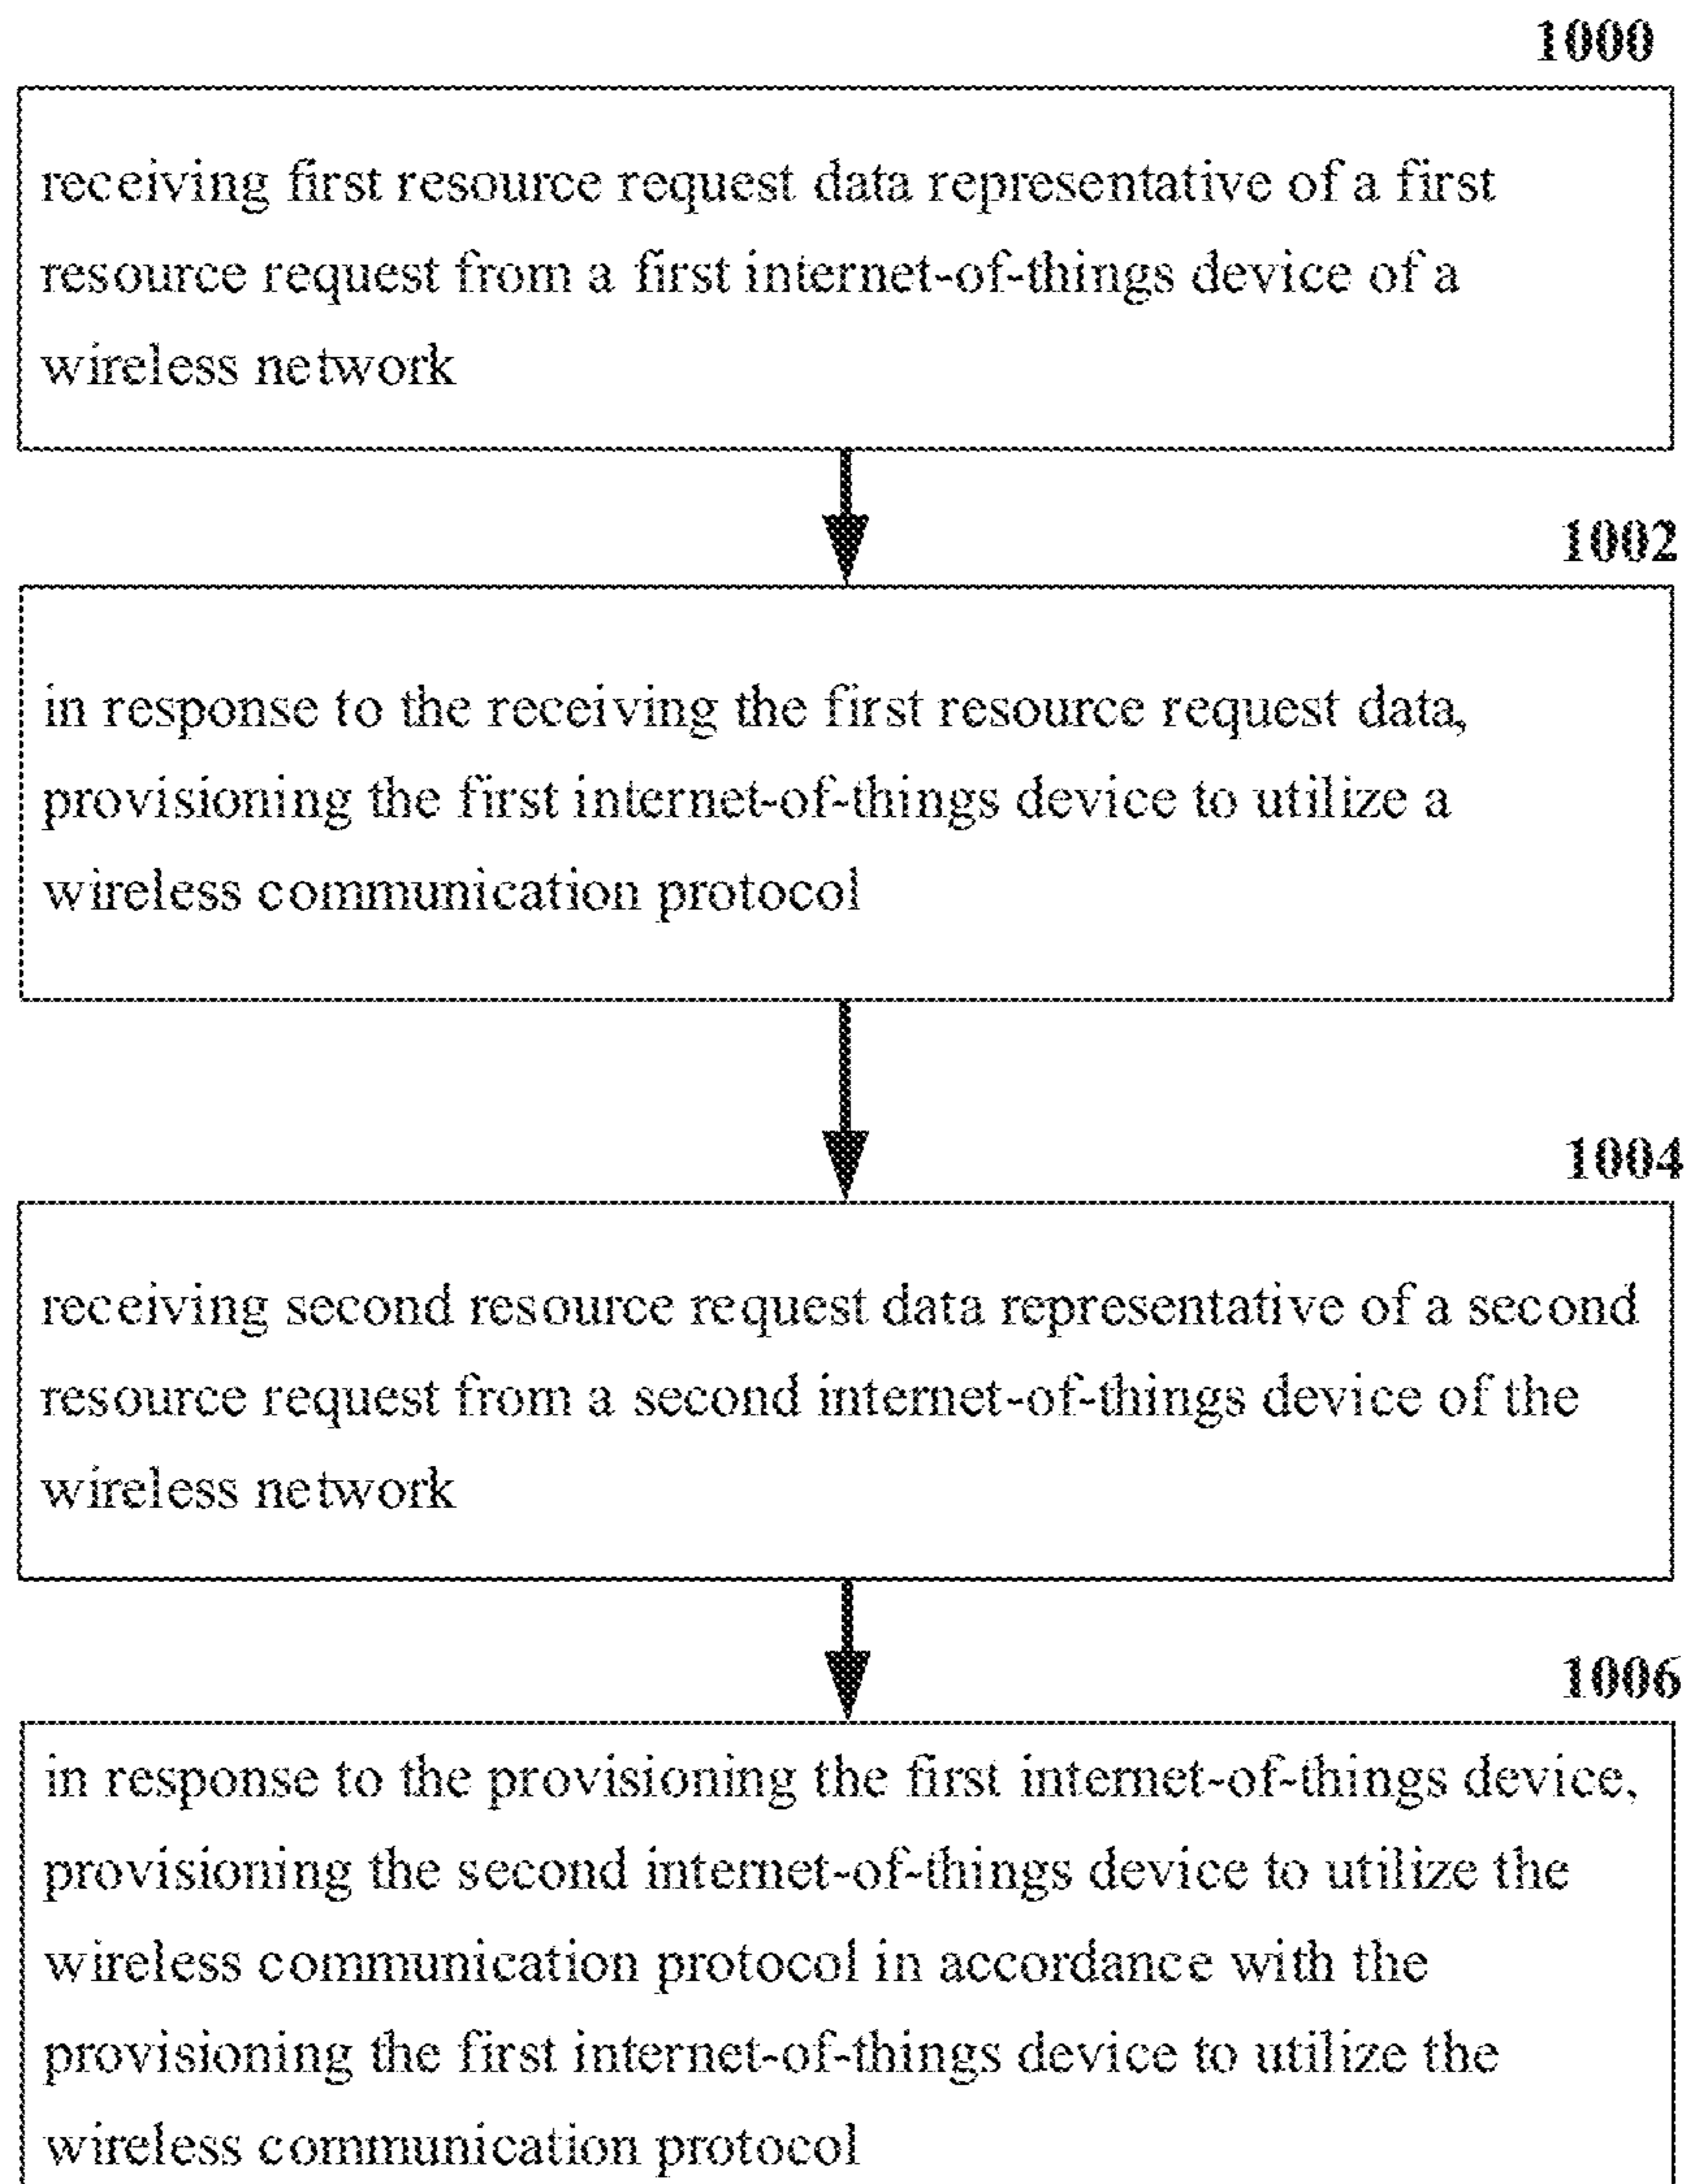 1000
receiving first resource request data representative of a first
resource request from a first internet-of-things device of a
wireless network
1002
in response to the receiving the first resource request data,
provisioning the first internet-of-things device to utilize a
wireless communication protocol
1004
receiving second resource request data representative of a second
resource request from a second internet-of-things device of the
wireless network
1006
in response to the provisioning the first internet-of-things device,
provisioning the second internet-of-things device to utilize the
wireless communication protocol in accordance with the
provisioning the first internet-of-things device to utilize the
wireless communication protocol